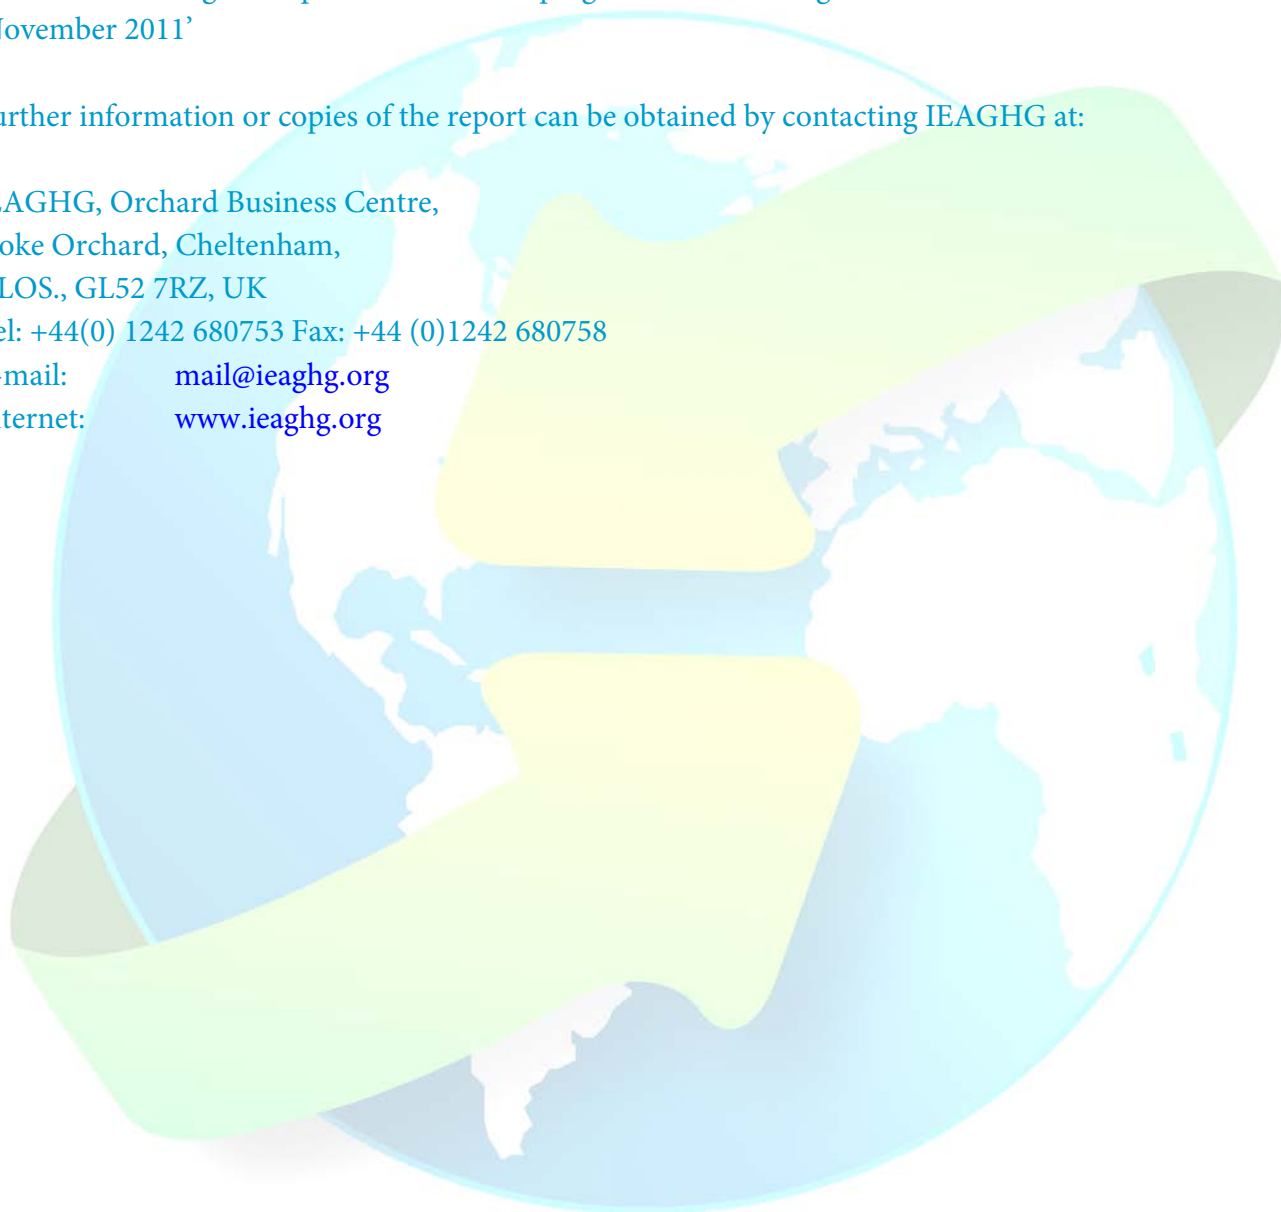 November 2011’
urther information or copies of the report can be obtained by contacting IEAGHG at:
EAGHG, Orchard Business Centre,
oke Orchard, Cheltenham,
LOS., GL52 7RZ, UK
el: +44(0) 1242 680753 Fax: +44 (0)1242 680758
-mail: mail@ieaghg.org
ternet: www.ieaghg.org